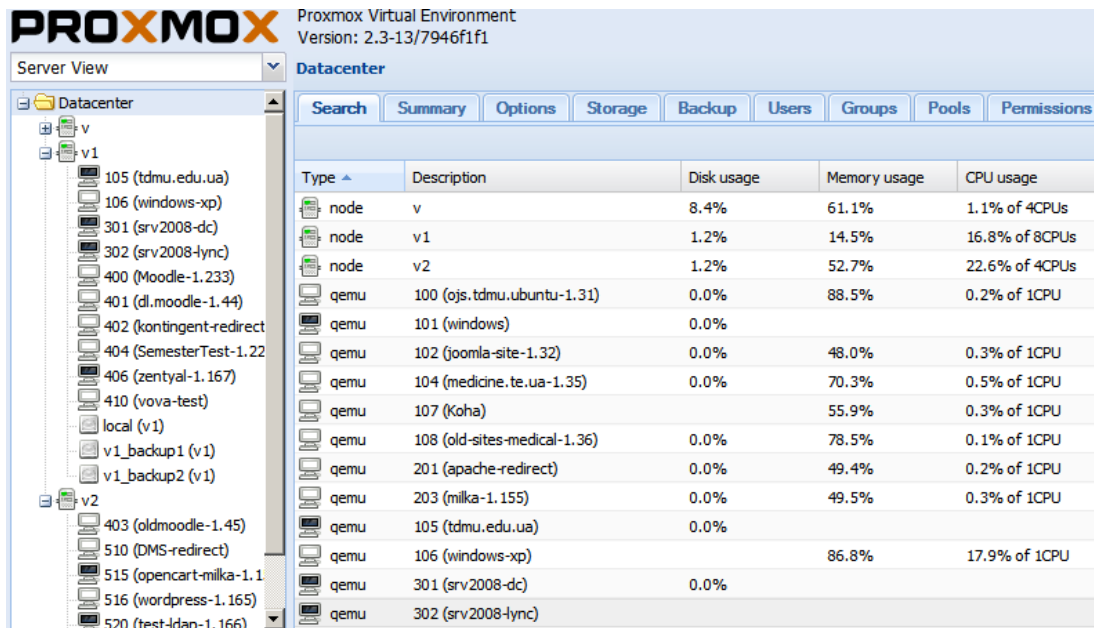 PROXMOX
Proxmox Virtual Environment
Version: 2.3-13/7946f1f1
Server View
Datacenter
Datacenter
v
v1
105 (tdmu.edu.ua)
106 (windows-xp)
301 (srv2008-dc)
302 (srv2008-lync)
400 (Moodle-1.233)
401 (dl.moodle-1.44)
402 (kontingent-redirect
404 (SemesterTest-1.22
406 (zentyal-1.167)
410 (vova-test)
local (v1)
v1_backup1 (v1)
v1_backup2 (v1)
v2
403 (oldmoodle-1.45)
510 (DMS-redirect)
515 (opencart-milka-1.1
516 (wordpress-1.165)
520 (test-ldap-1.166)
Search Summary Options Storage Backup Users Groups Pools Permissions
Type Description Disk usage Memory usage CPU usage
node v 8.4% 61.1% 1.1% of 4CPUs
node v1 1.2% 14.5% 16.8% of 8CPUs
node v2 1.2% 52.7% 22.6% of 4CPUs
qemu 100 (ojs.tdmu.ubuntu-1.31) 0.0% 88.5% 0.2% of 1CPU
qemu 101 (windows) 0.0%
qemu 102 (joomla-site-1.32) 0.0% 48.0% 0.3% of 1CPU
qemu 104 (medicine.te.ua-1.35) 0.0% 70.3% 0.5% of 1CPU
qemu 107 (Koha) 55.9% 0.3% of 1CPU
qemu 108 (old-sites-medical-1.36) 0.0% 78.5% 0.1% of 1CPU
qemu 201 (apache-redirect) 0.0% 49.4% 0.2% of 1CPU
qemu 203 (milka-1.155) 0.0% 49.5% 0.3% of 1CPU
qemu 105 (tdmu.edu.ua) 0.0%
qemu 106 (windows-xp) 86.8% 17.9% of 1CPU
qemu 301 (srv2008-dc) 0.0%
qemu 302 (srv2008-lync)